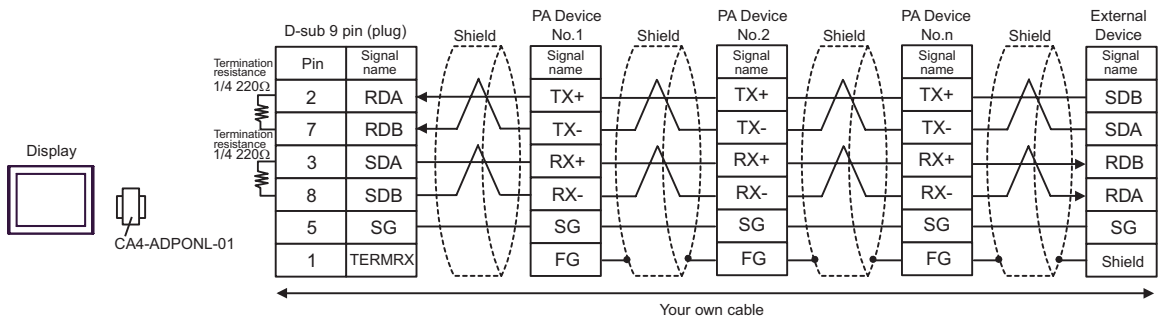 PA Device PA Device PA Device External
D-sub 9 pin (plug) Shield No.1 Shield No.2 Shield No.n Shield Device
Termination resistance 1/4 220Ω
Pin Signal name Signal name Signal name Signal name Signal name
2 RDA TX+ TX+ TX+ SDB
7 RDB TX- TX- TX- SDA
Termination resistance 1/4 220Ω
3 SDA RX+ RX+ RX+ RDB
Display
8 SDB RX- RX- RX- RDA
5 SG SG SG SG SG
CA4-ADPONL-01
1 TERMRX FG FG FG Shield
Your own cable